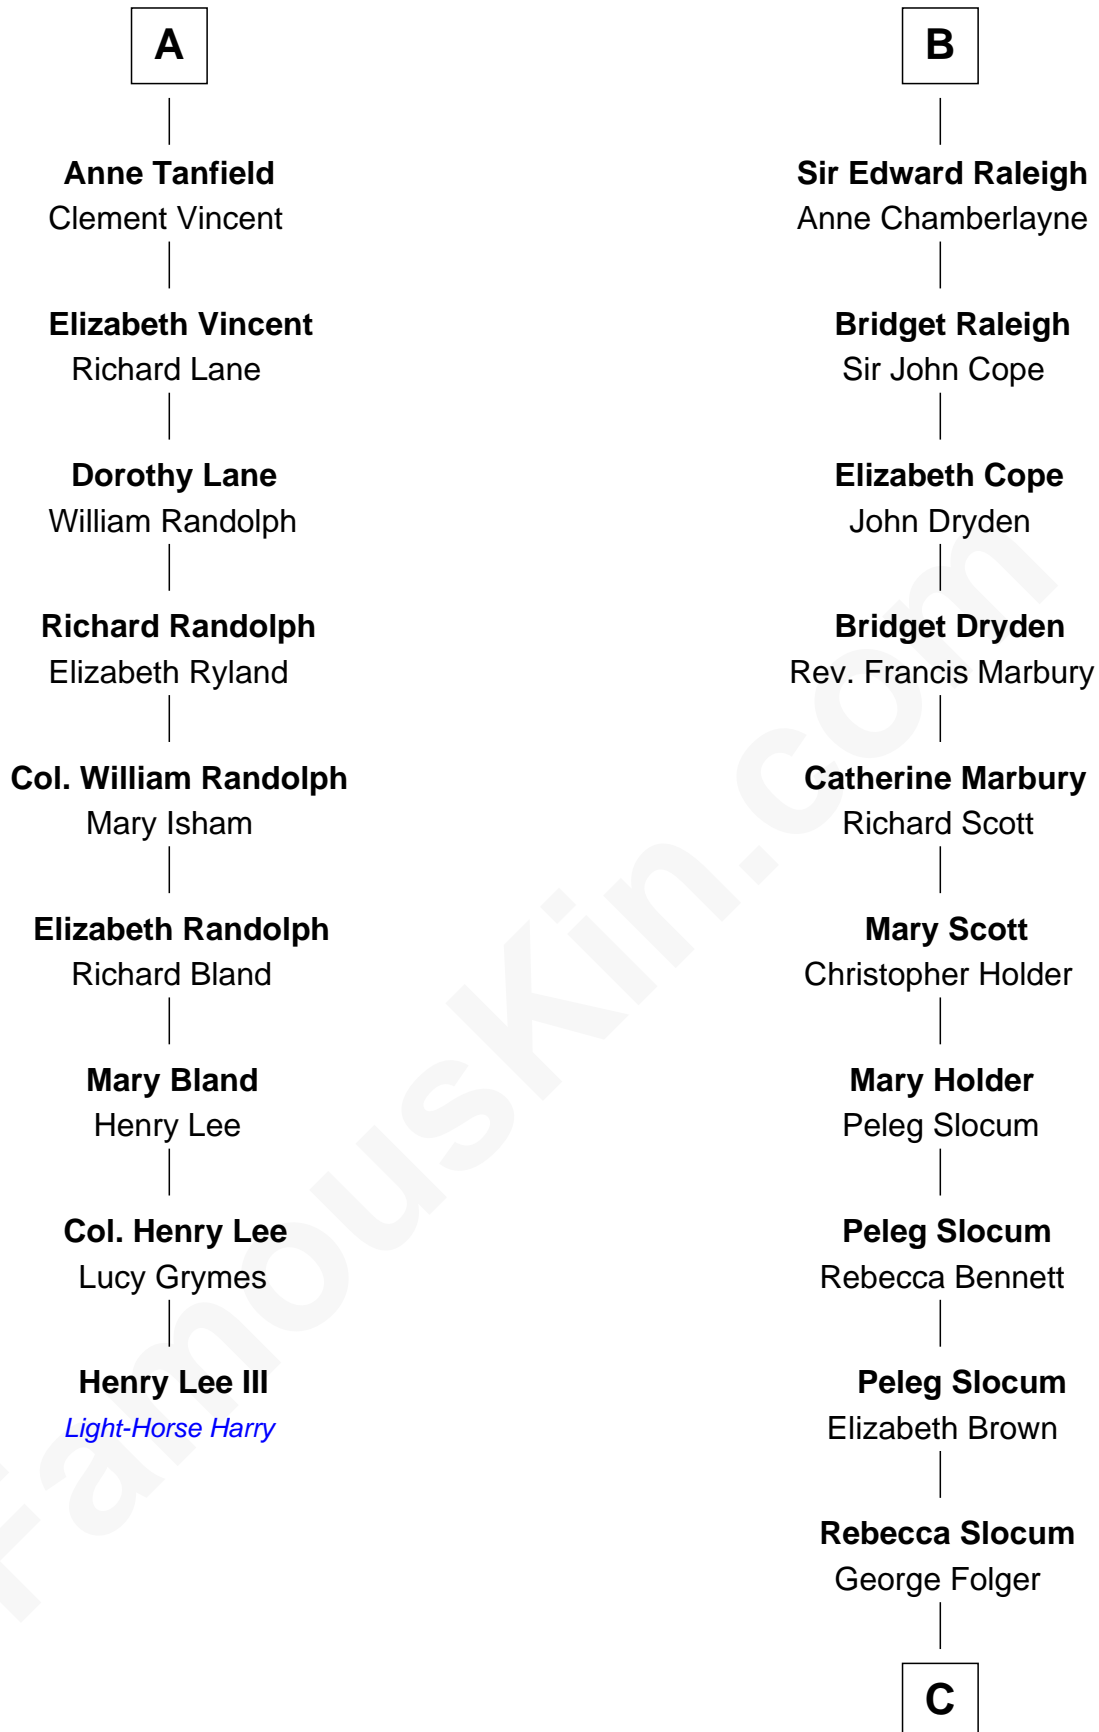 A
Anne Tanfield
Clement Vincent
Elizabeth Vincent
Richard Lane
Dorothy Lane
William Randolph
Richard Randolph
Elizabeth Ryland
Col. William Randolph
Mary Isham
Elizabeth Randolph
Richard Bland
Mary Bland
Henry Lee
Col. Henry Lee
Lucy Grymes
Henry Lee III
Light-Horse Harry
B
Sir Edward Raleigh
Anne Chamberlayne
Bridget Raleigh
Sir John Cope
Elizabeth Cope
John Dryden
Bridget Dryden
Rev. Francis Marbury
Catherine Marbury
Richard Scott
Mary Scott
Christopher Holder
Mary Holder
Peleg Slocum
Peleg Slocum
Rebecca Bennett
Peleg Slocum
Elizabeth Brown
Rebecca Slocum
George Folger
C
FamousKin.com